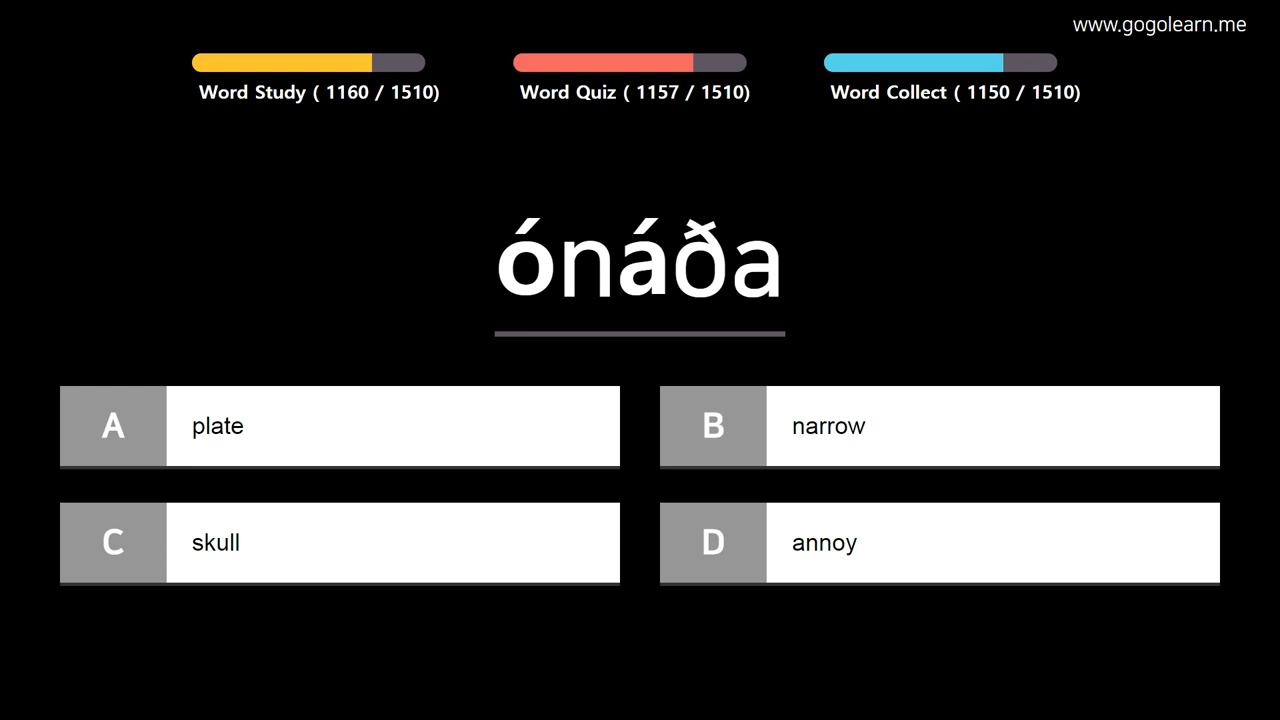 www.gogolearn.me
Word Study ( 1160 / 1510)
Word Quiz ( 1157 / 1510)
Word Collect ( 1150 / 1510)
ónáða
A plate
B narrow
C skull
D annoy